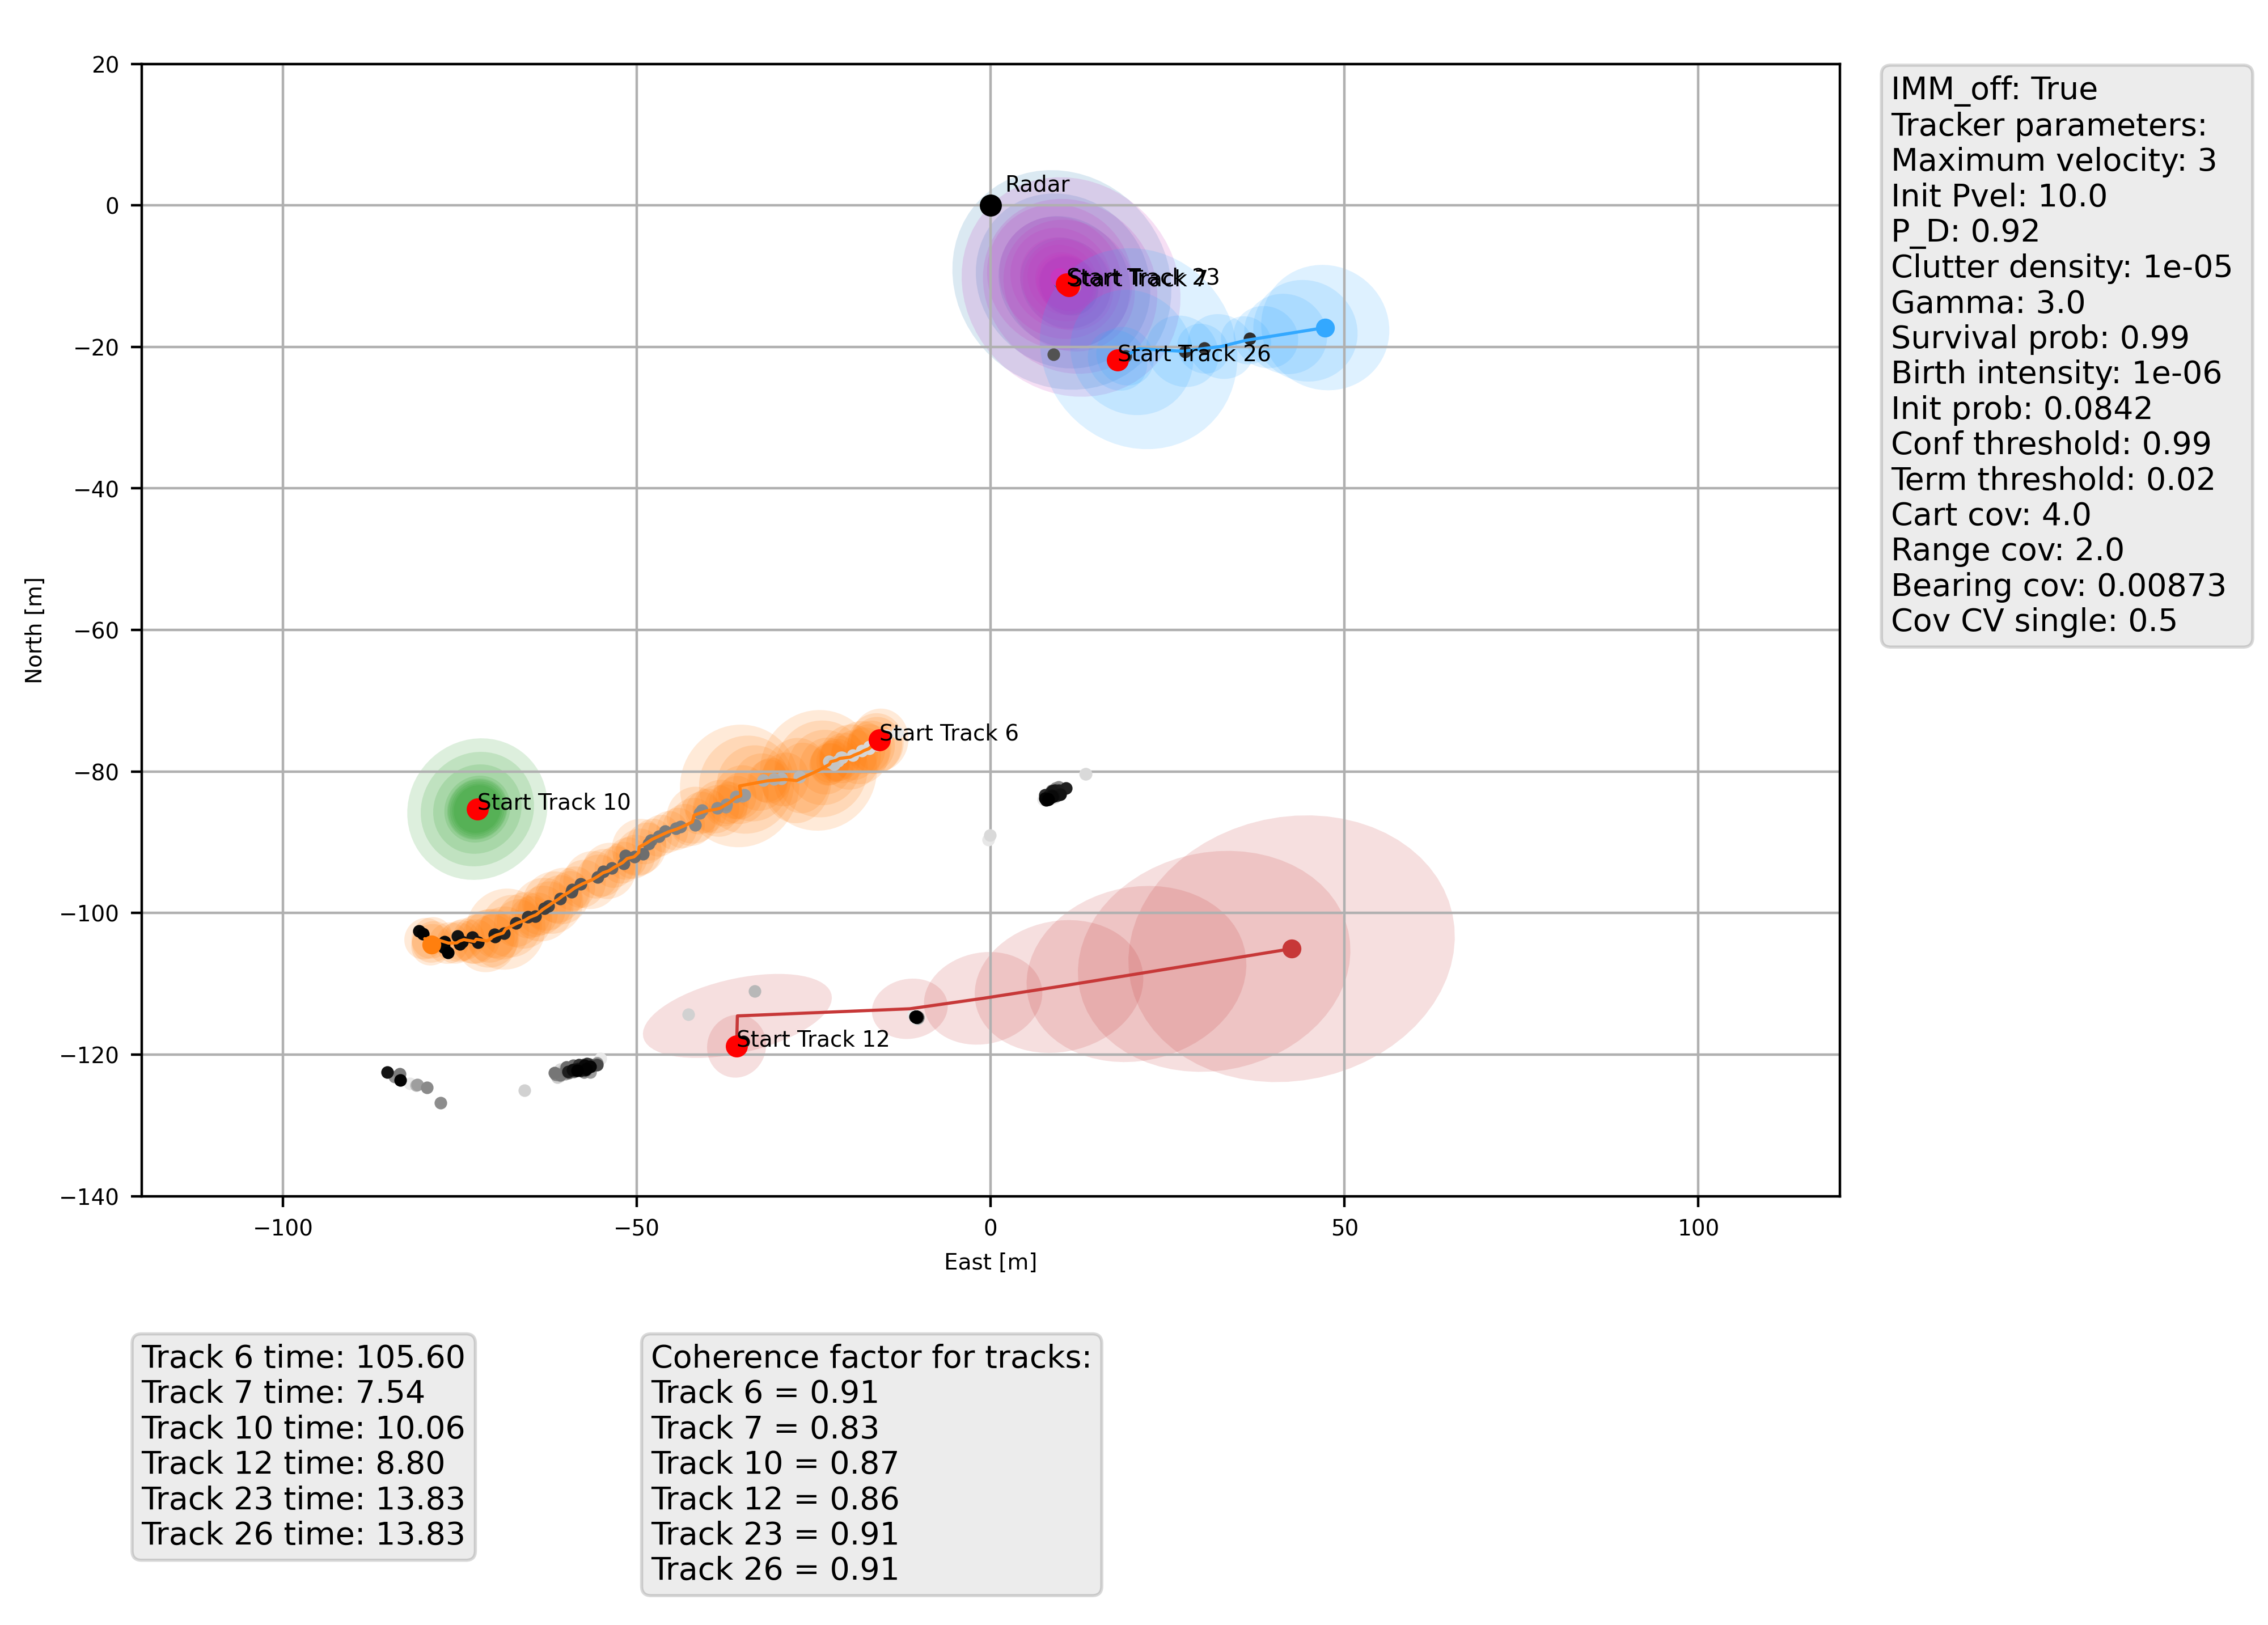 20
0
−20
−40
−60
−80
−100
−120
−140
−100
−50
0
50
100
North [m]
East [m]
Radar
Start Track 23
Start Track 7
Start Track 26
Start Track 6
Start Track 10
Start Track 12
IMM_off: True
Tracker parameters:
Maximum velocity: 3
Init Pvel: 10.0
P_D: 0.92
Clutter density: 1e-05
Gamma: 3.0
Survival prob: 0.99
Birth intensity: 1e-06
Init prob: 0.0842
Conf threshold: 0.99
Term threshold: 0.02
Cart cov: 4.0
Range cov: 2.0
Bearing cov: 0.00873
Cov CV single: 0.5
Track 6 time: 105.60
Track 7 time: 7.54
Track 10 time: 10.06
Track 12 time: 8.80
Track 23 time: 13.83
Track 26 time: 13.83
Coherence factor for tracks:
Track 6 = 0.91
Track 7 = 0.83
Track 10 = 0.87
Track 12 = 0.86
Track 23 = 0.91
Track 26 = 0.91